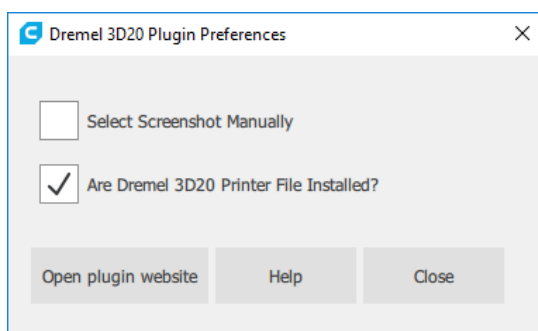 Dremel 3D20 Plugin Preferences
Select Screenshot Manually
Are Dremel 3D20 Printer File Installed?
Open plugin website Help Close